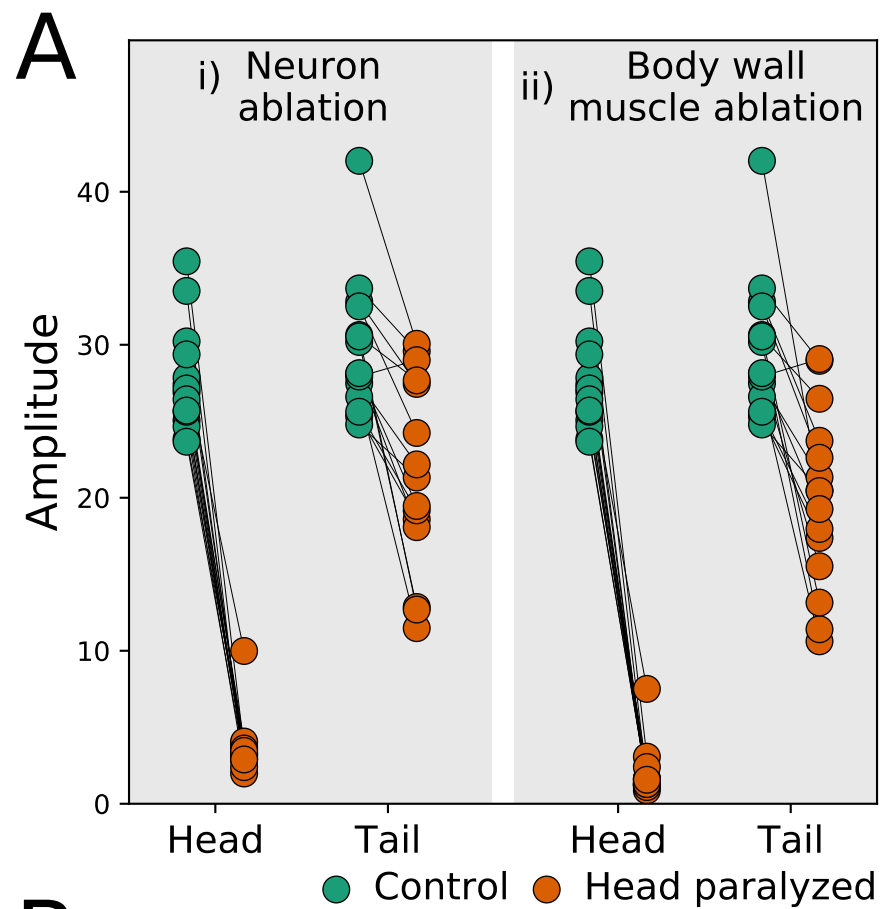 A
i) Neuron
ablation
ii) Body wall
muscle ablation
Amplitude
40
30
20
10
0
Head
Tail
Head
Tail
Control
Head paralyzed